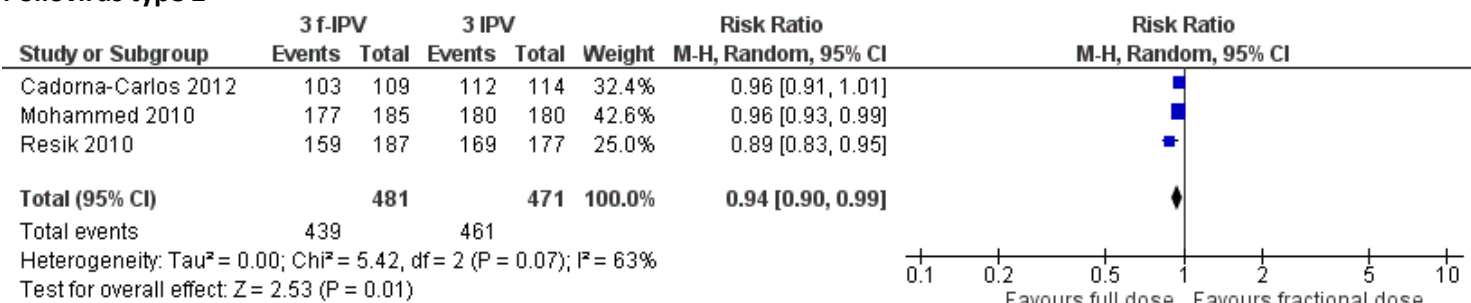 3 f-IPV 3 IPV Risk Ratio Risk Ratio
Study or Subgroup Events Total Events Total Weight M-H, Random, 95% CI M-H, Random, 95% CI
Cadorna-Carlos 2012 103 109 112 114 32.4% 0.96 [0.91, 1.01]
Mohammed 2010 177 185 180 180 42.6% 0.96 [0.93, 0.99]
Resik 2010 159 187 169 177 25.0% 0.89 [0.83, 0.95]
Total (95% CI) 481 471 100.0% 0.94 [0.90, 0.99]
Total events 439 461
Heterogeneity: Tau² = 0.00; Chi² = 5.42, df = 2 (P = 0.07); I² = 63%
0.1 0.2 0.5 1 2 5 10
Test for overall effect: Z = 2.53 (P = 0.01)
Favours full dose Favours fractional dose